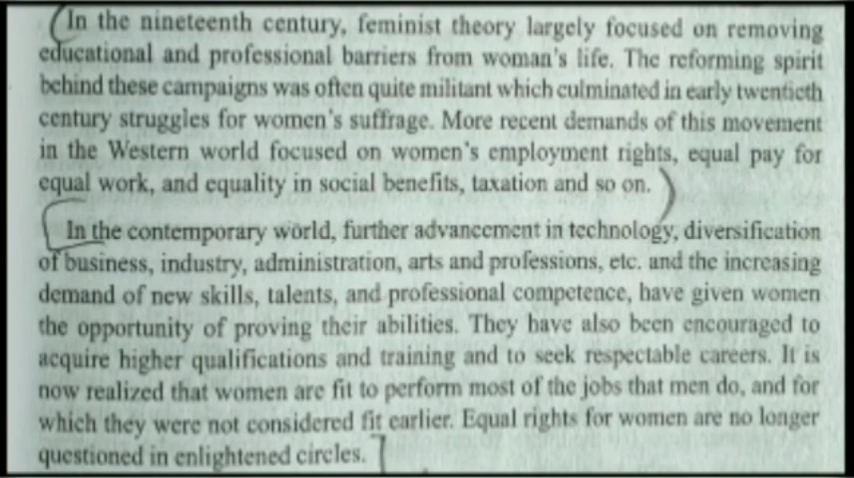 In the nineteenth century, feminist theory largely focused on removing
educational and professional barriers from woman's life. The reforming spirit
behind these campaigns was often quite militant which culminated in early twentieth
century struggles for women's suffrage. More recent demands of this movement
in the Western world focused on women's employment rights, equal pay for
equal work, and equality in social benefits, taxation and so on.
In the contemporary world, further advancement in technology, diversification
of business, industry, administration, arts and professions, etc. and the increasing
demand of new skills, talents, and professional competence, have given women
the opportunity of proving their abilities. They have also been encouraged to
acquire higher qualifications and training and to seek respectable careers. It is
now realized that women are fit to perform most of the jobs that men do, and for
which they were not considered fit earlier. Equal rights for women are no longer
questioned in enlightened circles.